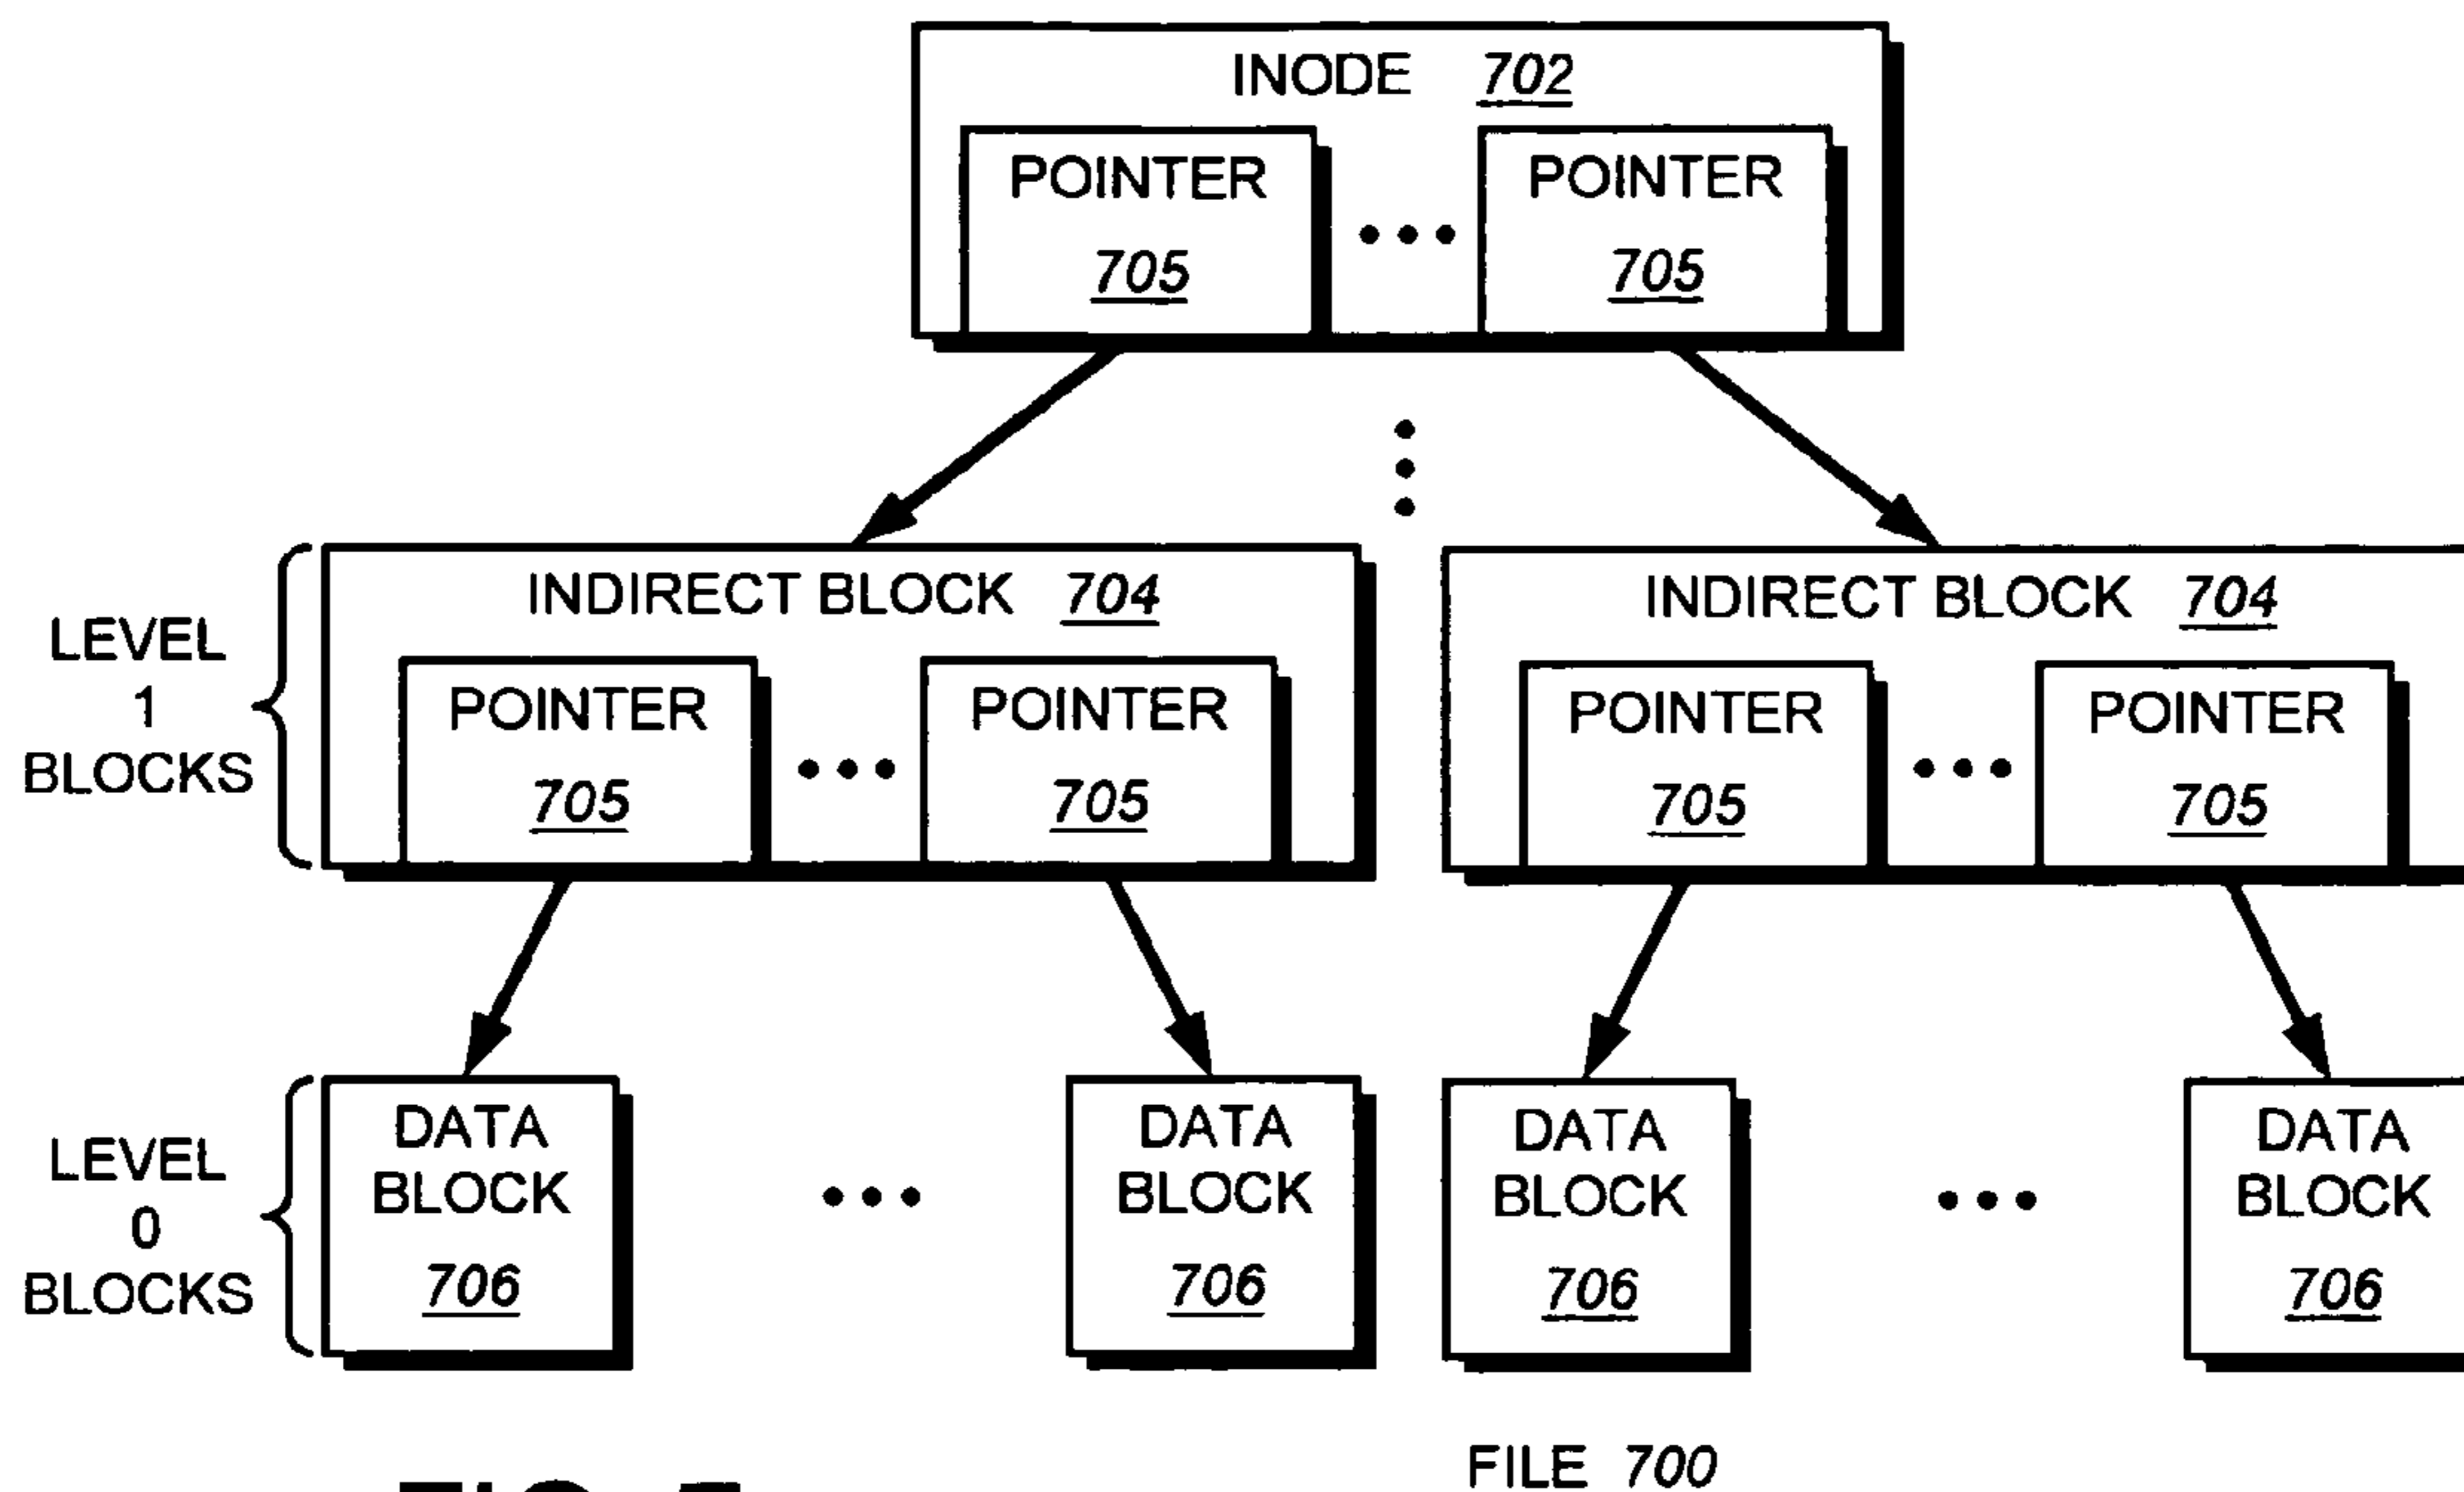 INODE 702
POINTER POINTER
705 705
INDIRECT BLOCK 704 INDIRECT BLOCK 704
LEVEL
1
BLOCKS
POINTER POINTER POINTER POINTER
705 705 705 705
LEVEL
0
BLOCKS
DATA BLOCK 706
DATA BLOCK 706
DATA BLOCK 706
DATA BLOCK 706
FILE 700